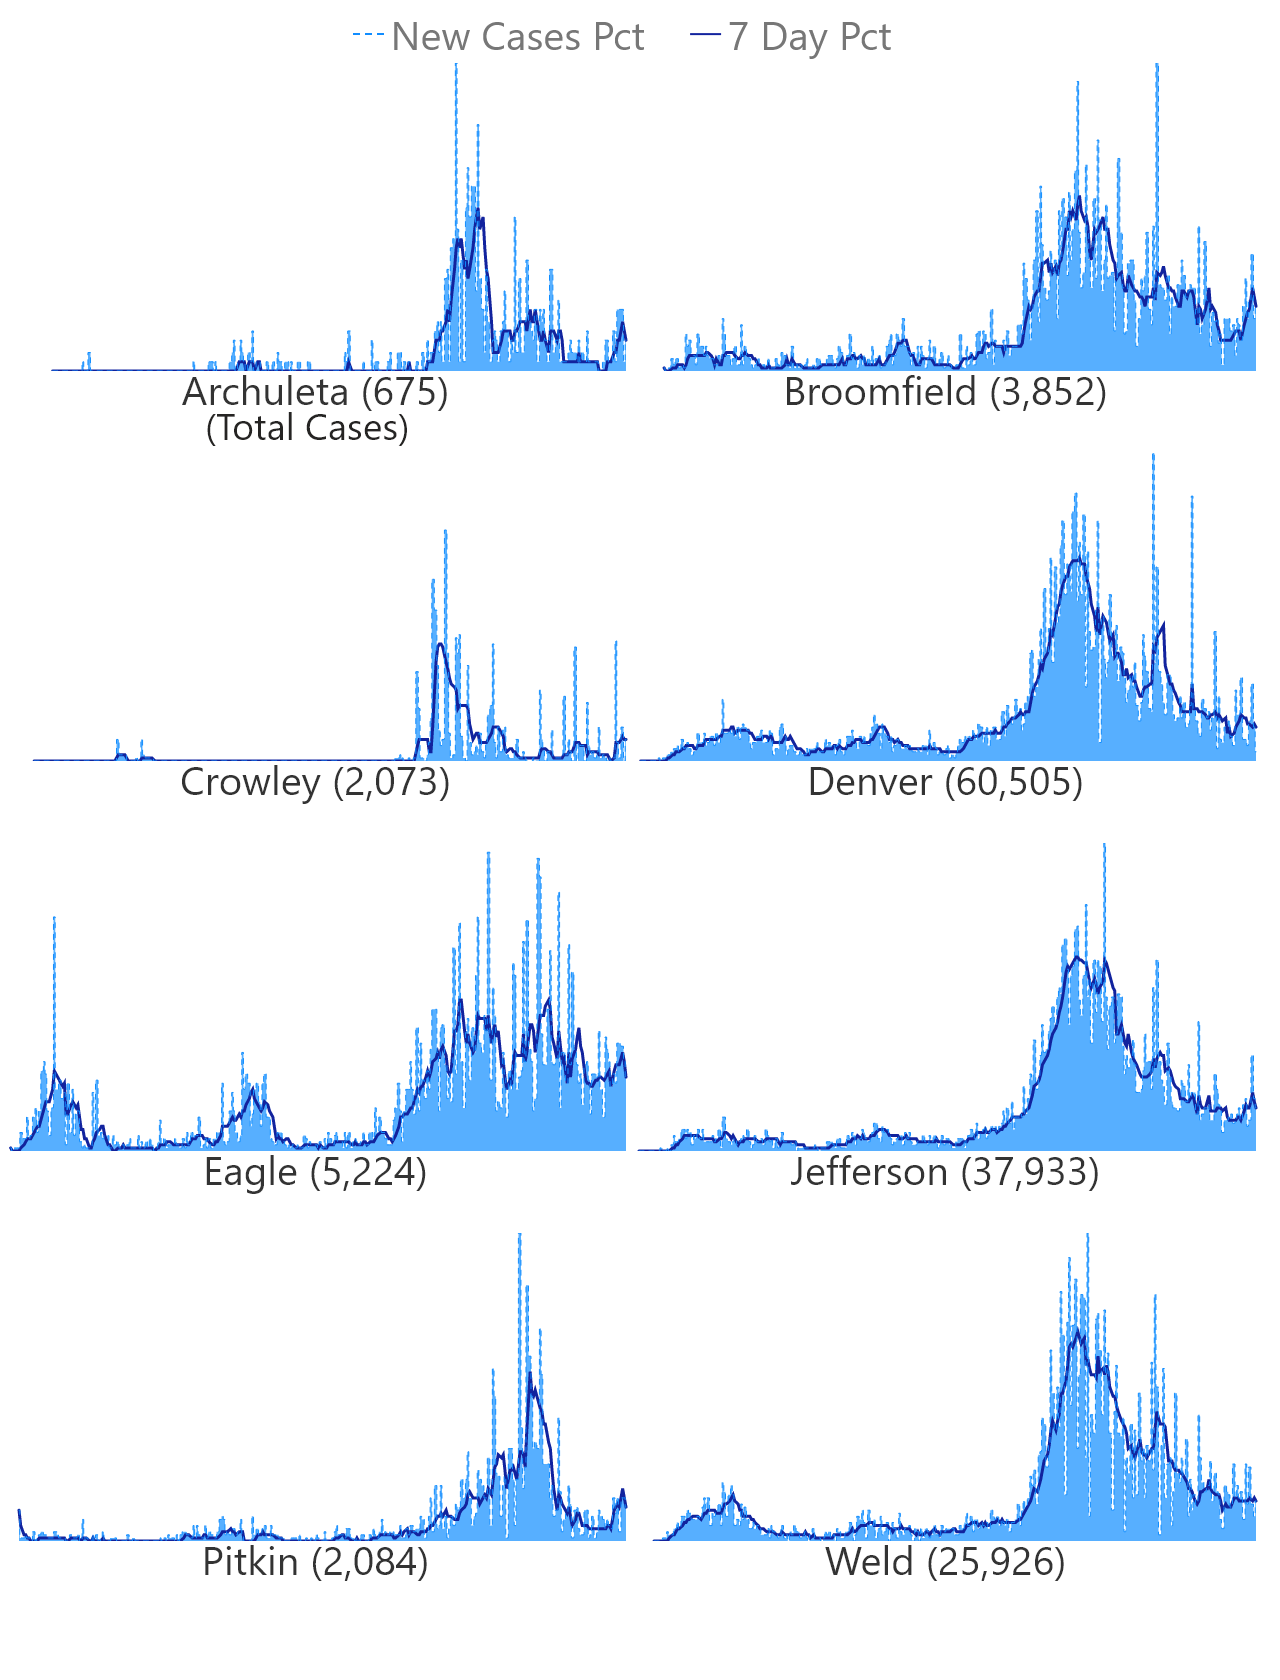 New Cases Pct 7 Day Pct
Archuleta (675)
(Total Cases)
Broomfield (3,852)
Crowley (2,073)
Denver (60,505)
Eagle (5,224)
Jefferson (37,933)
Pitkin (2,084)
Weld (25,926)